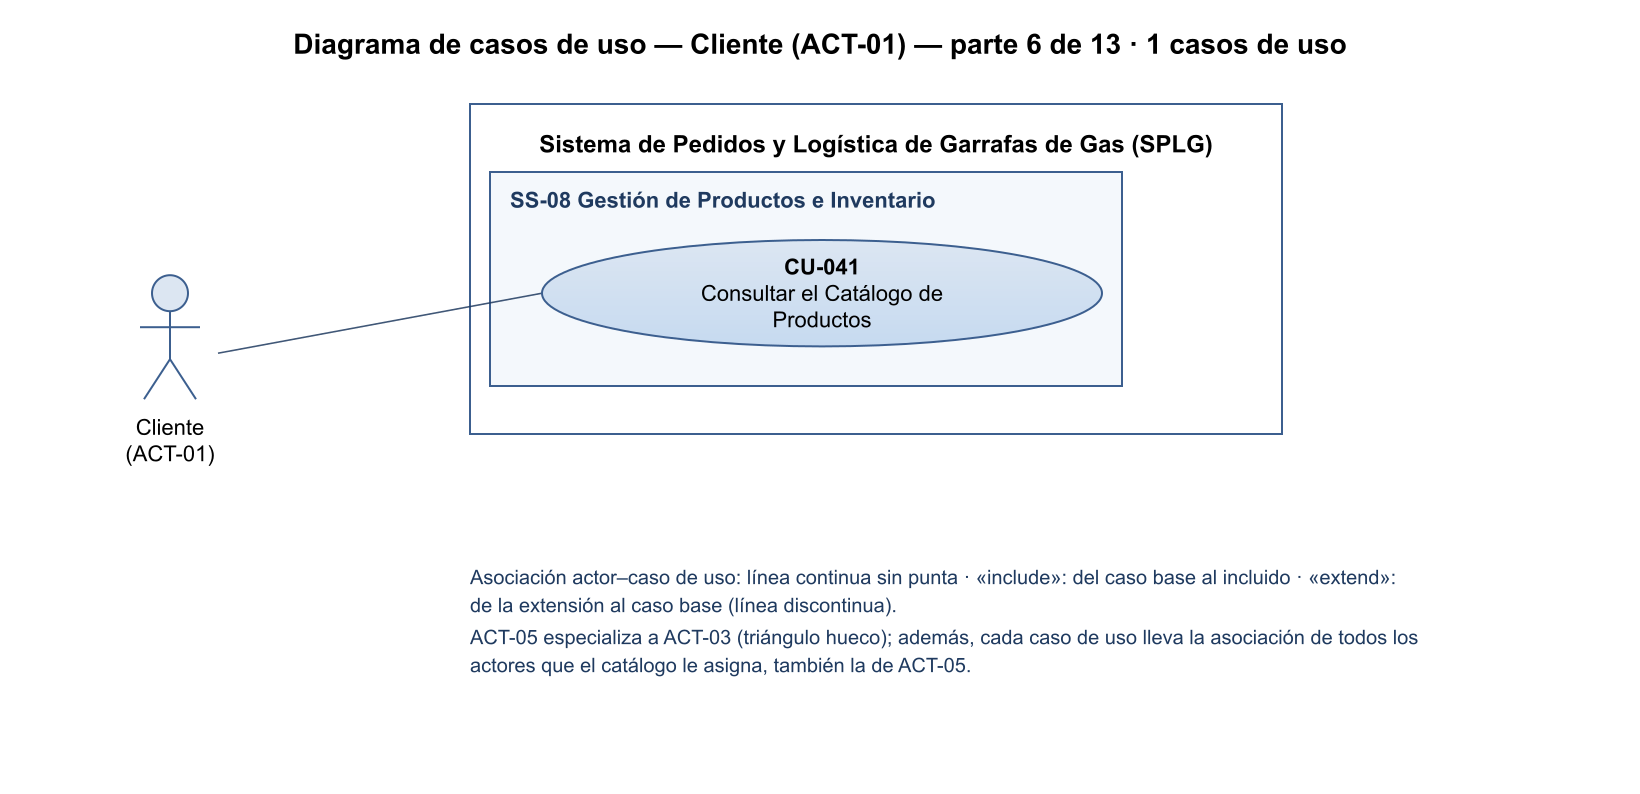 Diagrama de casos de uso — Cliente (ACT-01) — parte 6 de 13 · 1 casos de uso
Sistema de Pedidos y Logística de Garrafas de Gas (SPLG)
SS-08 Gestión de Productos e Inventario
CU-041
Consultar el Catálogo de
Productos
Cliente
(ACT-01)
Asociación actor–caso de uso: línea continua sin punta · «include»: del caso base al incluido · «extend»:
de la extensión al caso base (línea discontinua).
ACT-05 especializa a ACT-03 (triángulo hueco); además, cada caso de uso lleva la asociación de todos los
actores que el catálogo le asigna, también la de ACT-05.